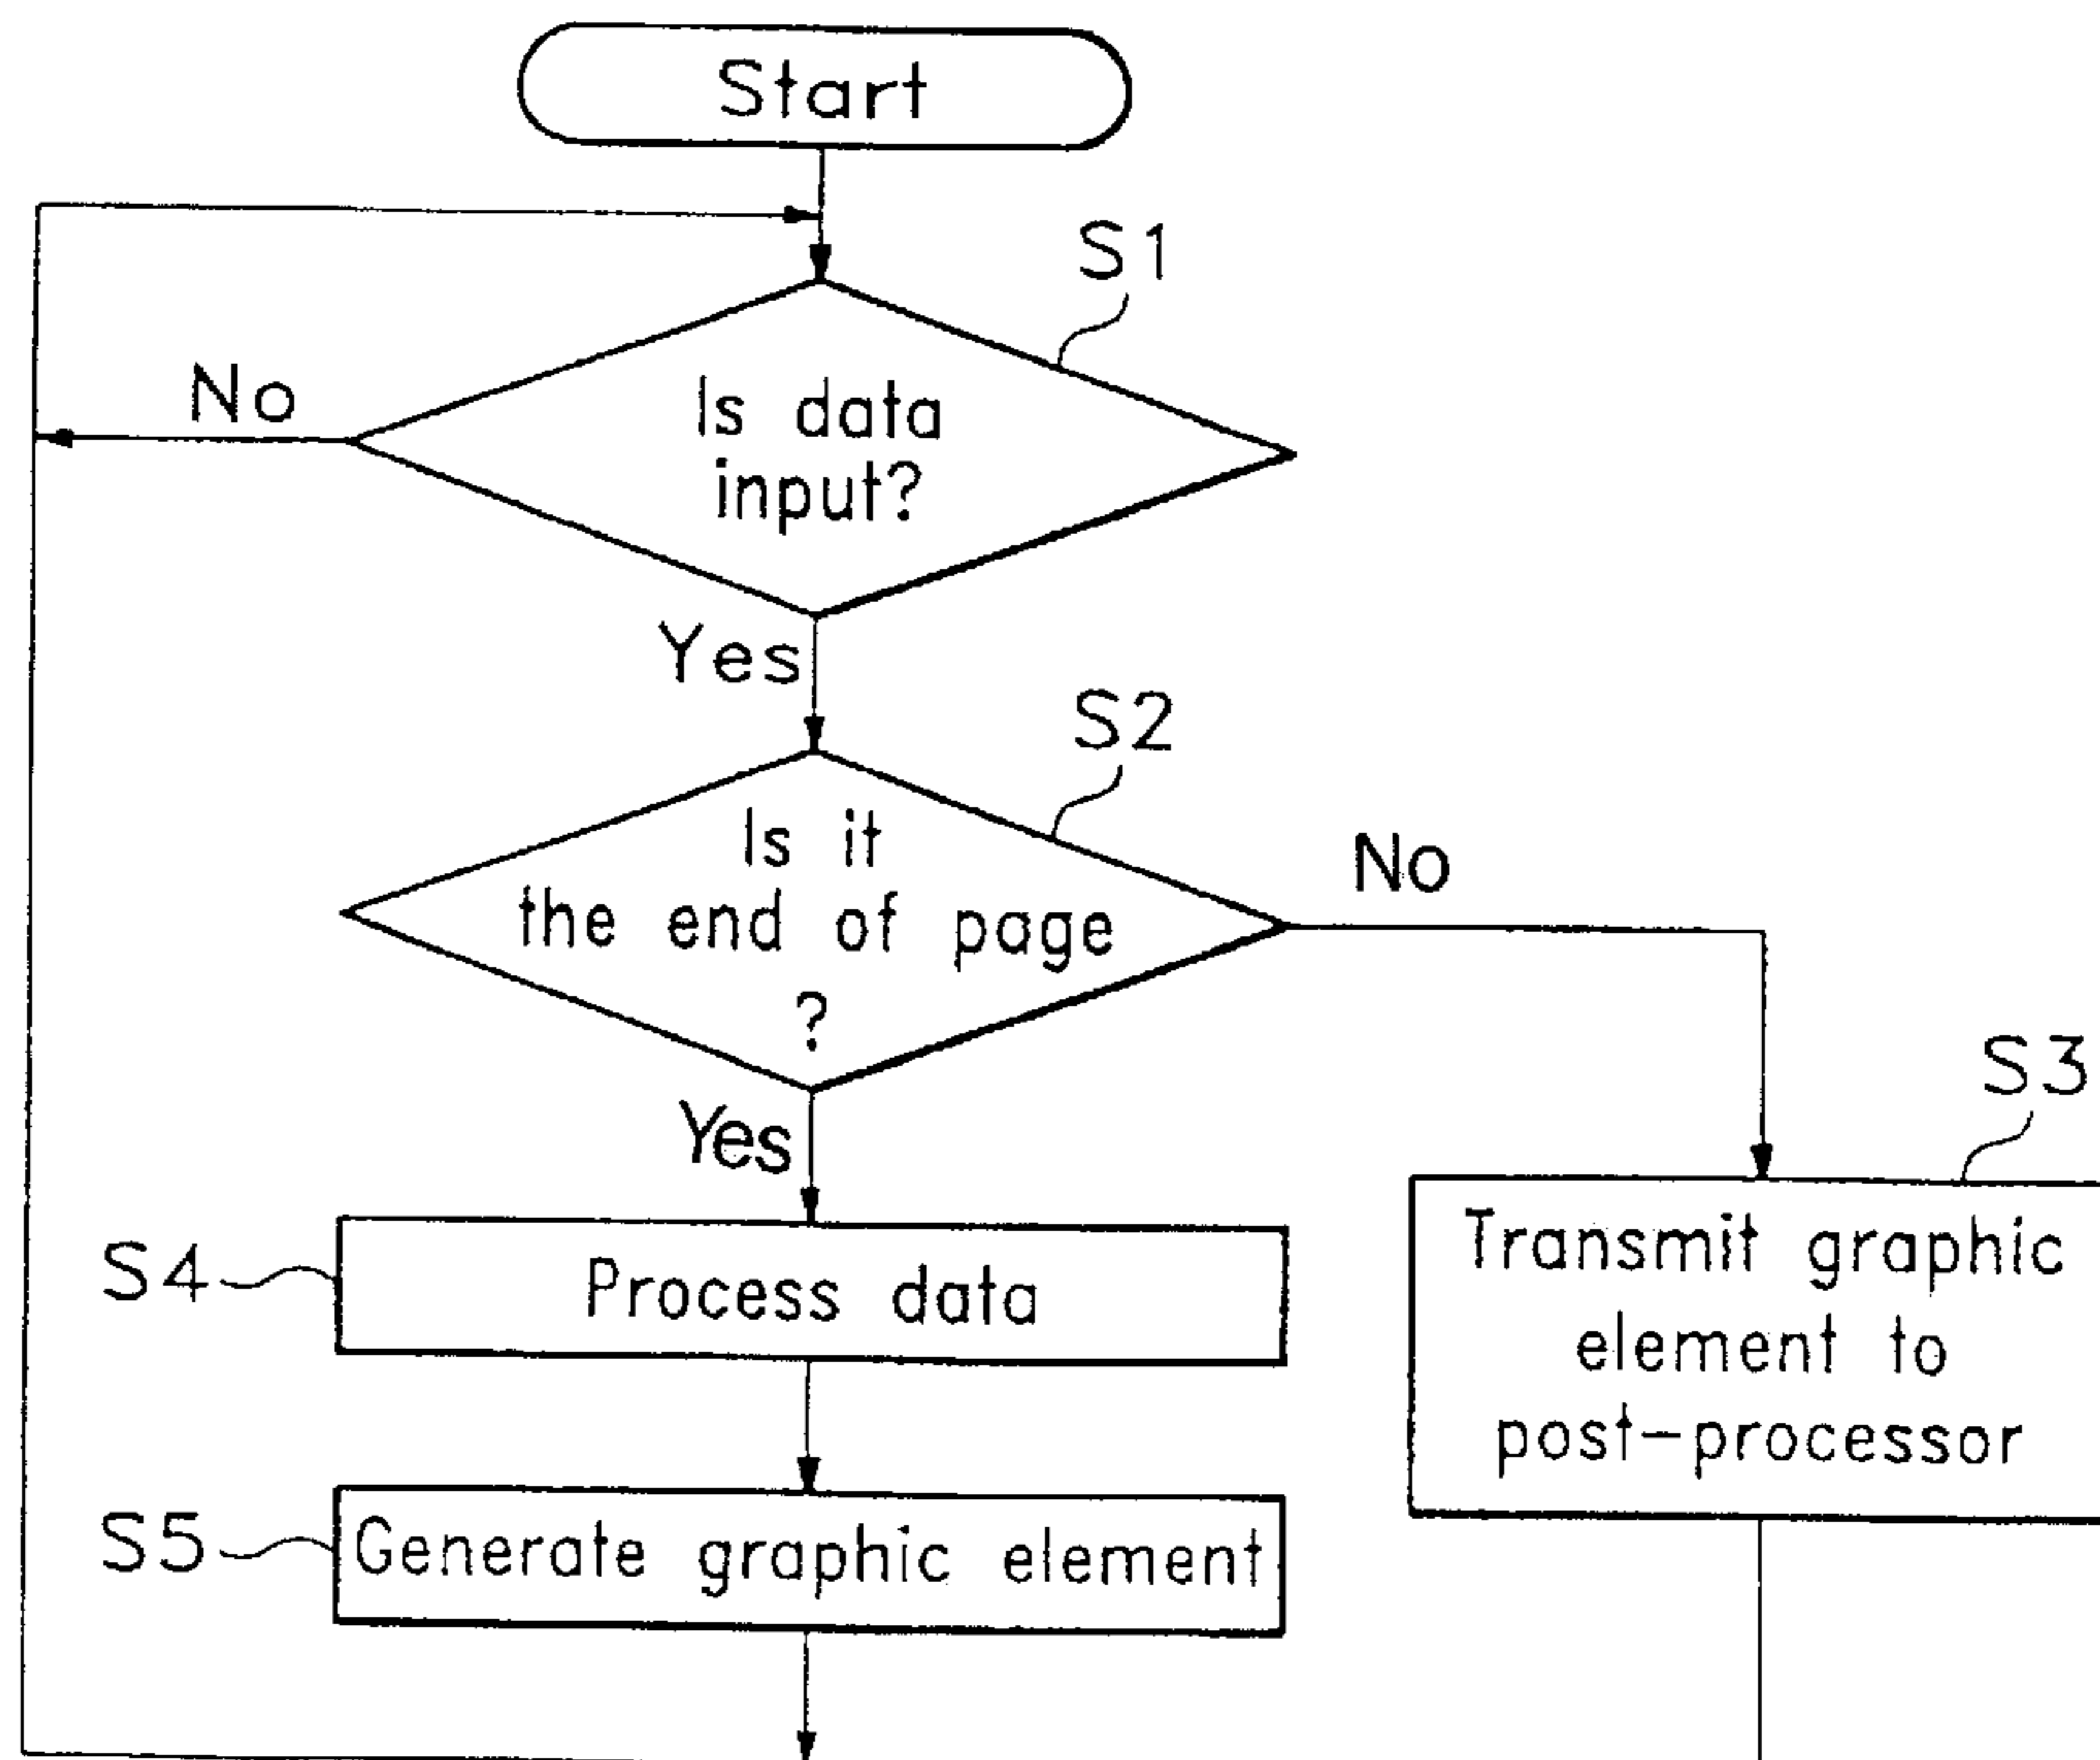 Start
S1
No
Is data
input?
Yes
S2
Is it
the end of page
?
No
Yes
S3
S4
Process data
Transmit graphic
element to
post-processor
S5
Generate graphic element